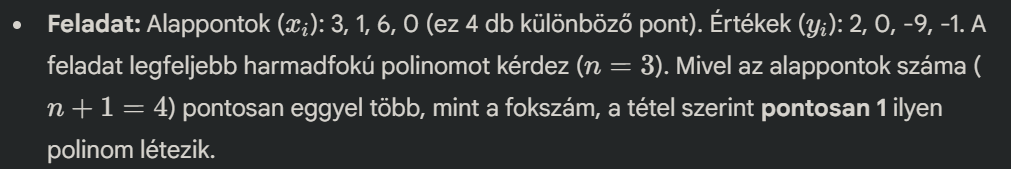 • Feladat: Alappontok (xᵢ): 3, 1, 6, 0 (ez 4 db különböző pont). Értékek (yᵢ): 2, 0, -9, -1. A
feladat legfeljebb harmadfokú polinomot kérdez (n = 3). Mivel az alappontok száma (
n + 1 = 4) pontosan eggyel több, mint a fokszám, a tétel szerint pontosan 1 ilyen
polinom létezik.